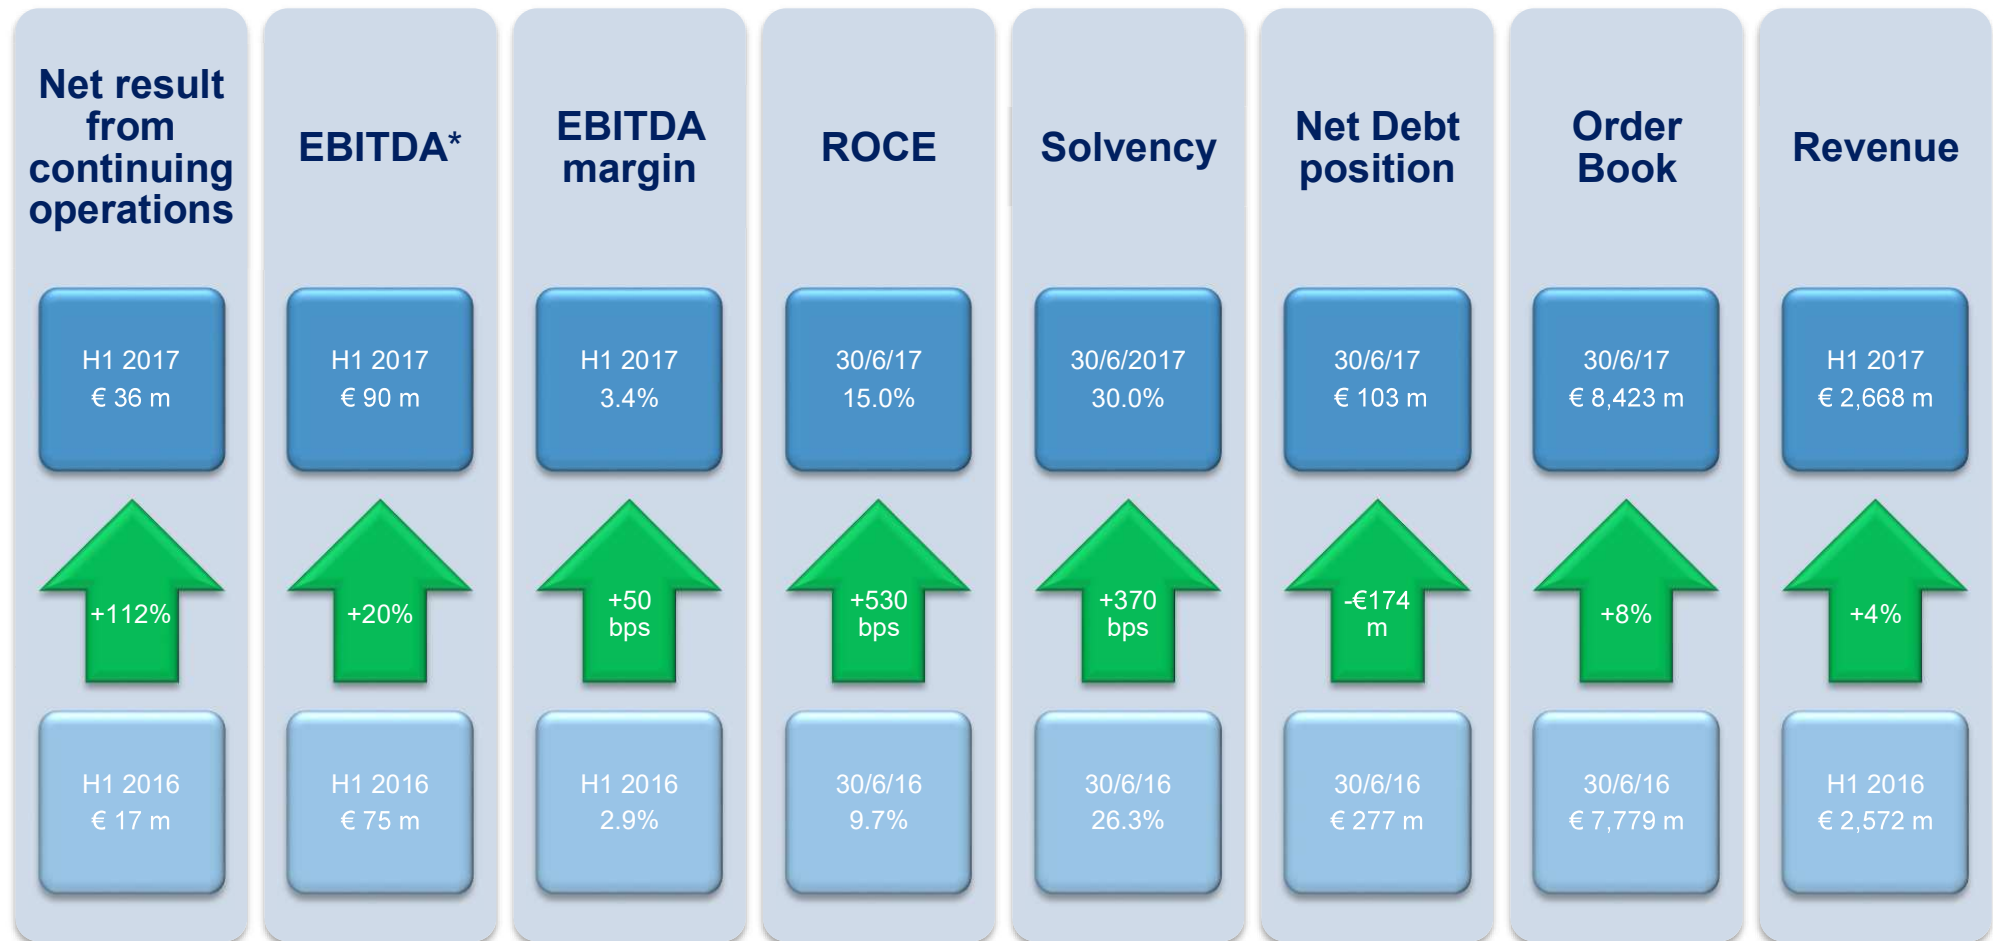 Net result
from
continuing
operations
H1 2017
€ 36 m
+112%
H1 2016
€ 17 m
EBITDA*
H1 2017
€ 90 m
+20%
H1 2016
€ 75 m
EBITDA
margin
H1 2017
3.4%
+50
bps
H1 2016
2.9%
ROCE
30/6/17
15.0%
+530
bps
30/6/16
9.7%
Solvency
30/6/2017
30.0%
+370
bps
30/6/16
26.3%
Net Debt
position
30/6/17
€ 103 m
-€174
m
30/6/16
€ 277 m
Order
Book
30/6/17
€ 8,423 m
+8%
30/6/16
€ 7,779 m
Revenue
H1 2017
€ 2,668 m
+4%
H1 2016
€ 2,572 m